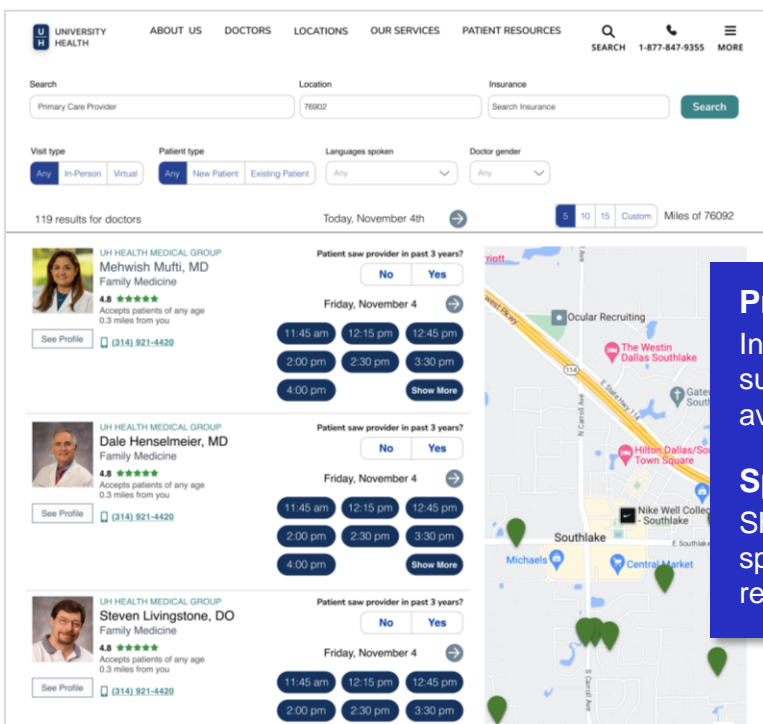 U
H
UNIVERSITY
HEALTH
ABOUT US
DOCTORS
LOCATIONS
OUR SERVICES
PATIENT RESOURCES
SEARCH
1-877-847-9355
MORE
Search
Location
Insurance
Primary Care Provider
76902
Search Insurance
Search
Visit type
Patient type
Languages spoken
Doctor gender
Any In-Person Virtual
Any New Patient Existing Patient
Any
Any
119 results for doctors
Today, November 4th
5 10 15 Custom Miles of 76092
UH HEALTH MEDICAL GROUP
Mehwish Mufti, MD
Family Medicine
4.8
Accepts patients of any age
0.3 miles from you
See Profile
(314) 921-4420
Patient saw provider in past 3 years?
No Yes
Friday, November 4
11:45 am 12:15 pm 12:45 pm
2:00 pm 2:30 pm 3:30 pm
4:00 pm Show More
UH HEALTH MEDICAL GROUP
Dale Henselmeier, MD
Family Medicine
4.8
Accepts patients of any age
0.3 miles from you
See Profile
(314) 921-4420
Patient saw provider in past 3 years?
No Yes
Friday, November 4
11:45 am 12:15 pm 12:45 pm
2:00 pm 2:30 pm 3:30 pm
4:00 pm Show More
UH HEALTH MEDICAL GROUP
Steven Livingstone, DO
Family Medicine
4.8
Accepts patients of any age
0.3 miles from you
See Profile
(314) 921-4420
Patient saw provider in past 3 years?
No Yes
Friday, November 4
11:45 am 12:15 pm 12:45 pm
2:00 pm 2:30 pm 3:30 pm
Ocular Recruiting
The Westin
Dallas Southlake
114
E State Hwy 114
N Carroll Ave
Hilton Dallas/So
Town Square
Nike Well Collec
- Southlake
Southlake
E Southlake
Michaels
Central Market
S Carroll Ave